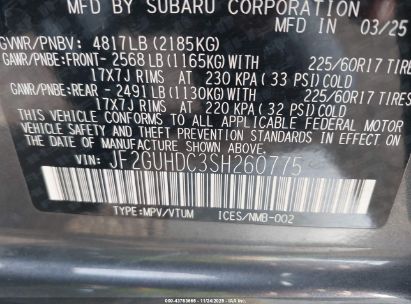 BY SUBARU CORPORATION 03/25
GVWR/PNBV: 4817LB (2185KG)
GAWR/PNBE:FRONT- 2568 LB (1165KG)WITH 225/60R17 TIRES
17X7J RIMS AT 230 KPA (33 PSI) COLD
GAWR/PNBE:REAR - 2491 LB (1130KG)WITH 225/60R17 TIRES
17X7J RIMS AT 220 KPA (32 PSI) COLD
THIS VEHICLE CONFORMS TO ALL APPLICABLE FEDERAL MOTOR
VEHICLE SAFETY AND THEFT PREVENTION STANDARDS IN EFFECT
ON THE DATE OF MANUFACTURE SHOWN ABOVE.
VIN: JF2GUHDC3SH260775
TYPE:MPV/VTUM ICES/NMB-002